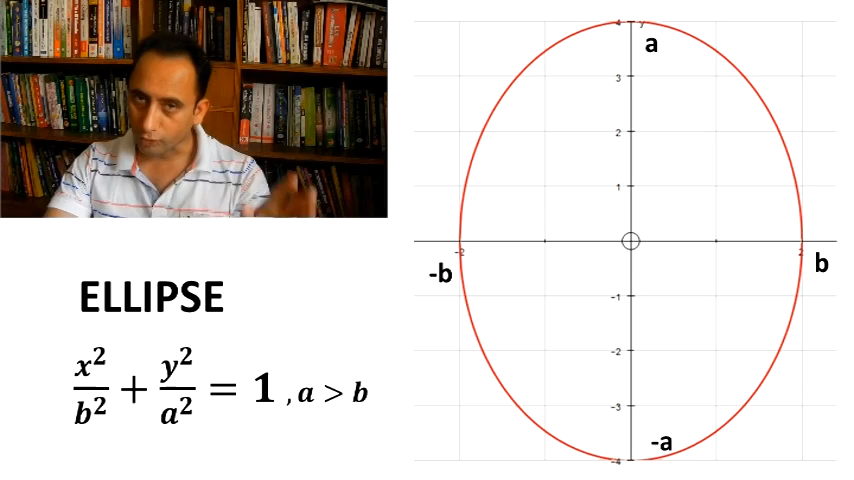 ELLIPSE
x²/b² + y²/a² = 1 , a > b
4 y
a
3
2
1
-2 2
-b b
-1
-2
-3
-a
-4